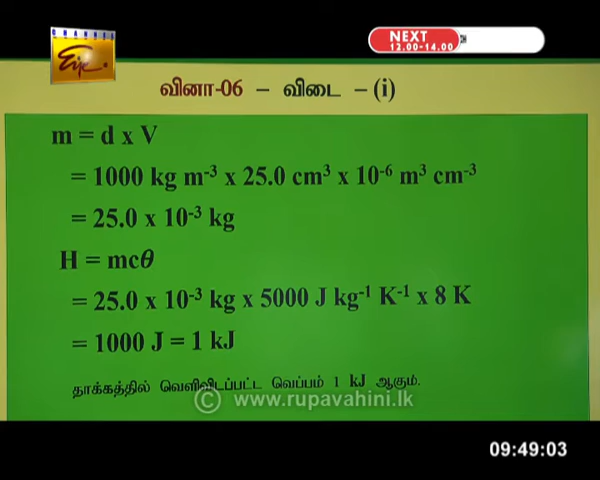 CHANNEL
Eye
NEXT
12.00-14.00
வினா-06 – விடை – (i)
m = d x V
= 1000 kg m⁻³ x 25.0 cm³ x 10⁻⁶ m³ cm⁻³
= 25.0 x 10⁻³ kg
H = mcθ
= 25.0 x 10⁻³ kg x 5000 J kg⁻¹ K⁻¹ x 8 K
= 1000 J = 1 kJ
தாக்கத்தில் வெளிவிடப்பட்ட வெப்பம் 1 kJ ஆகும்.
© www.rupavahini.lk
09:49:03